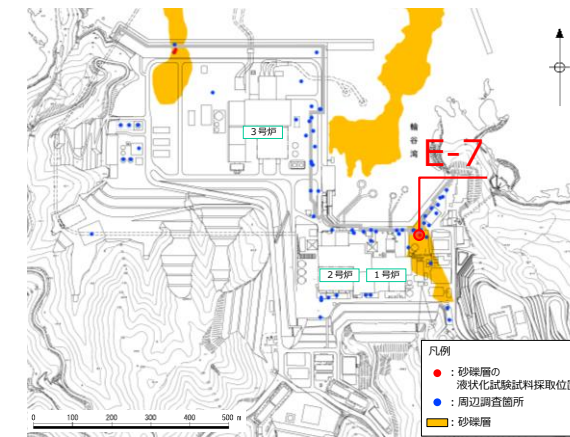 3号炉
輪谷湾
E-7
2号炉
1号炉
凡例
：砂礫層の
液状化試験試料採取位置
：周辺調査箇所
：砂礫層
0 100 200 300 400 500 m